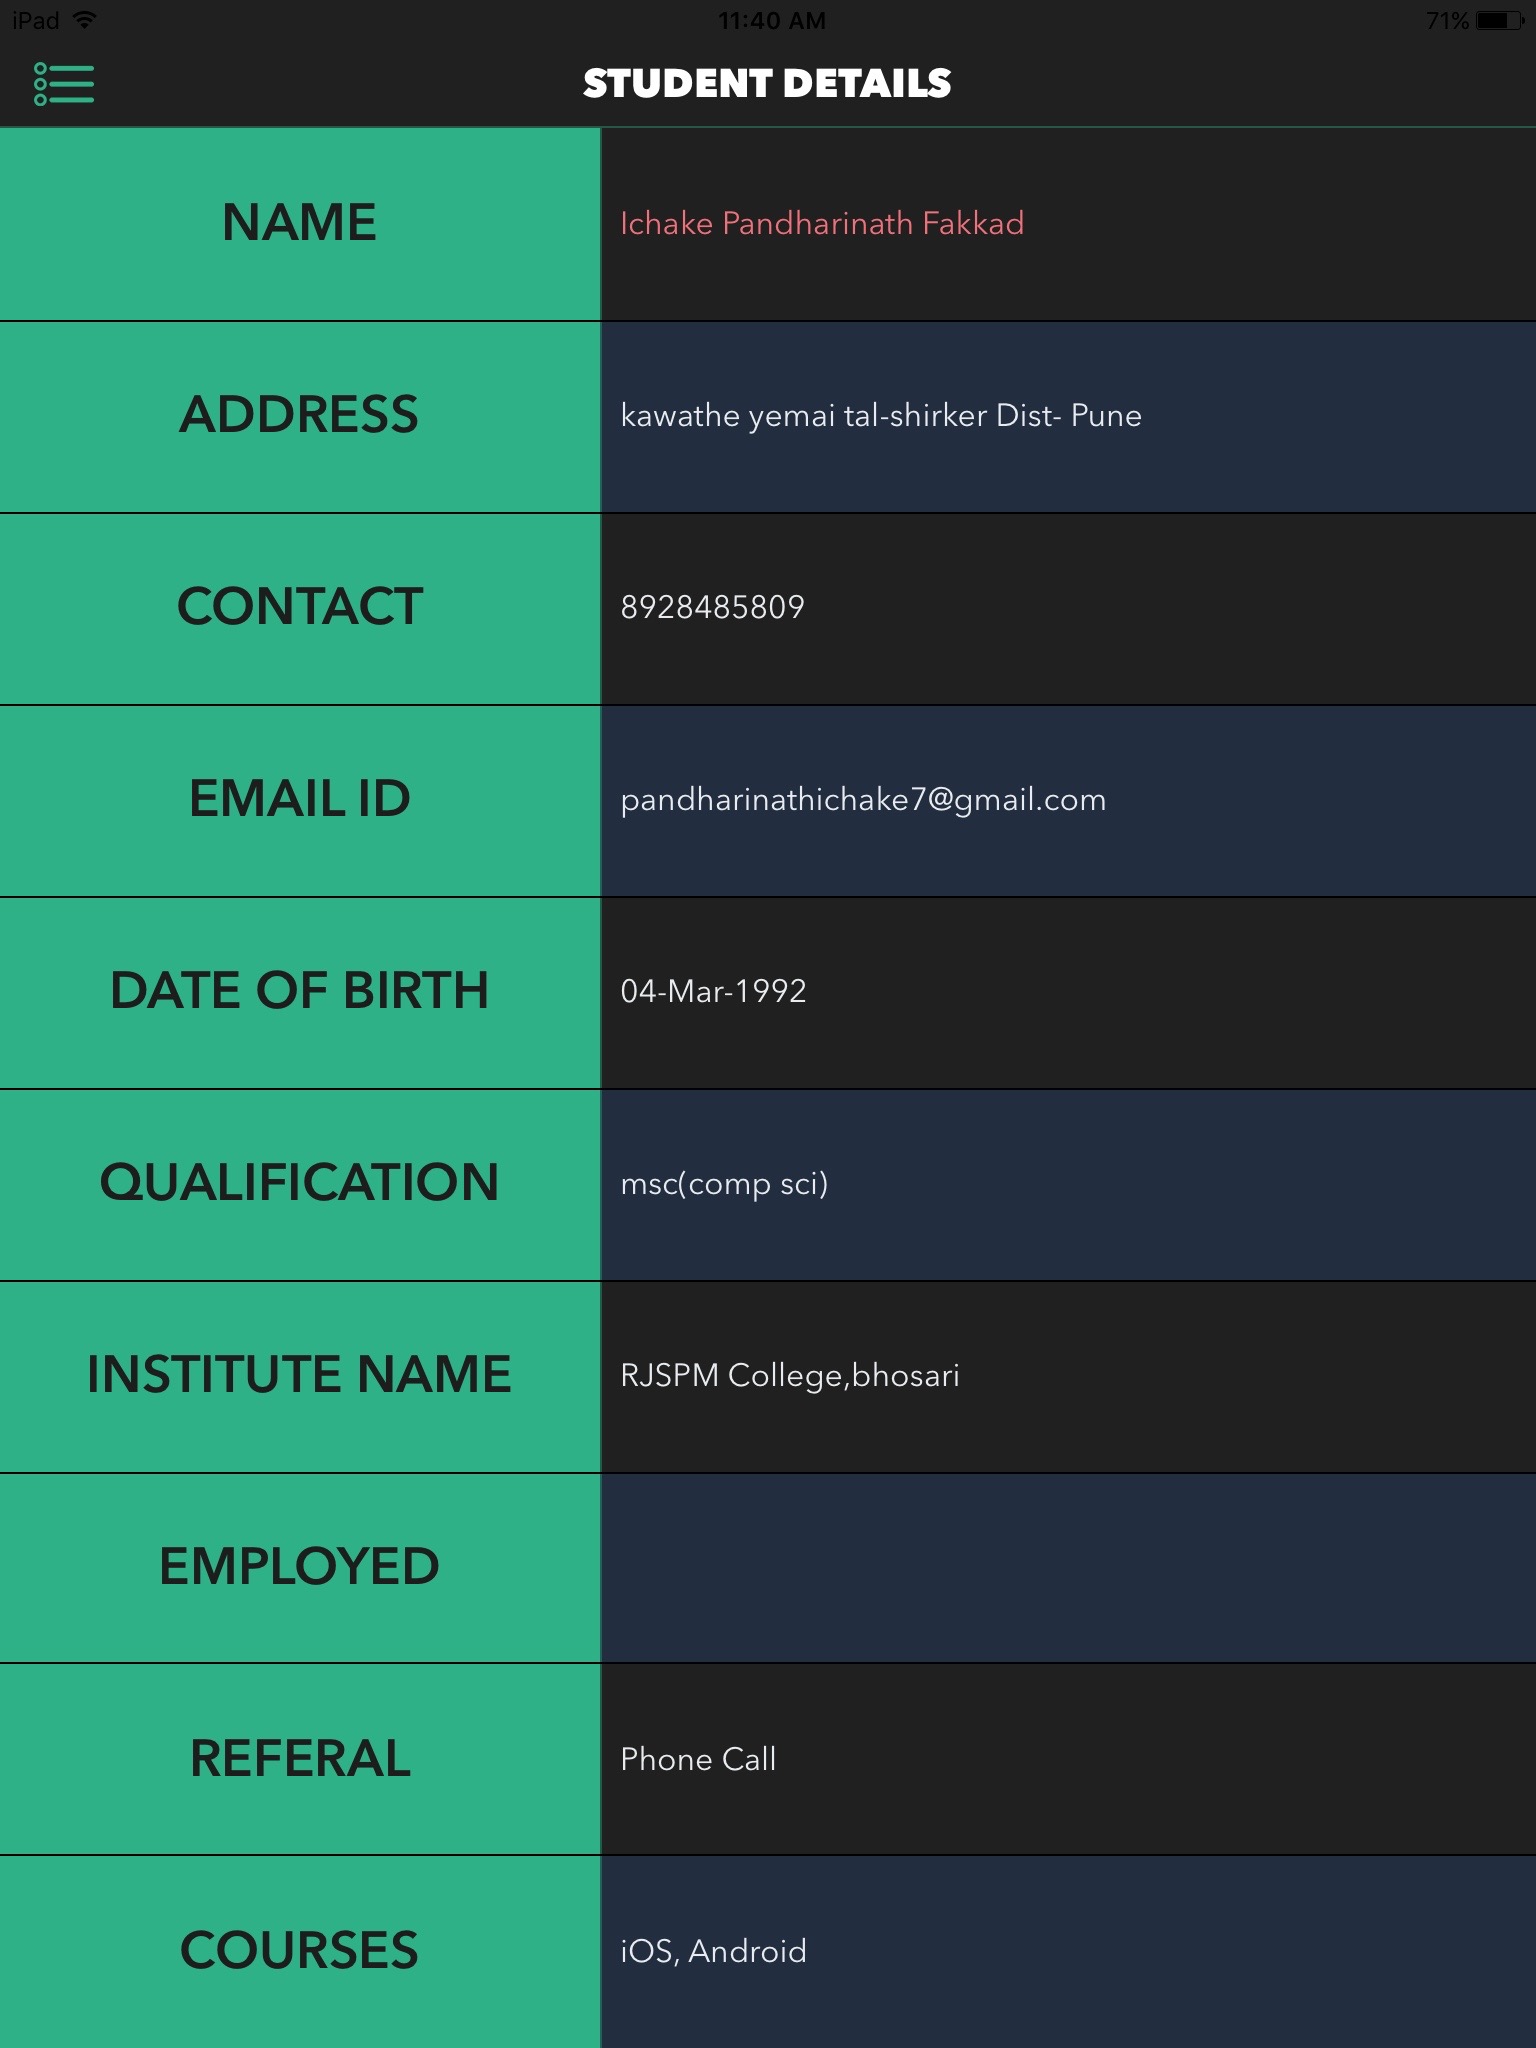 iPad 11:40 AM 71%
STUDENT DETAILS
NAME Ichake Pandharinath Fakkad
ADDRESS kawathe yemai tal-shirker Dist- Pune
CONTACT 8928485809
EMAIL ID pandharinathichake7@gmail.com
DATE OF BIRTH 04-Mar-1992
QUALIFICATION msc(comp sci)
INSTITUTE NAME RJSPM College,bhosari
EMPLOYED
REFERAL Phone Call
COURSES iOS, Android